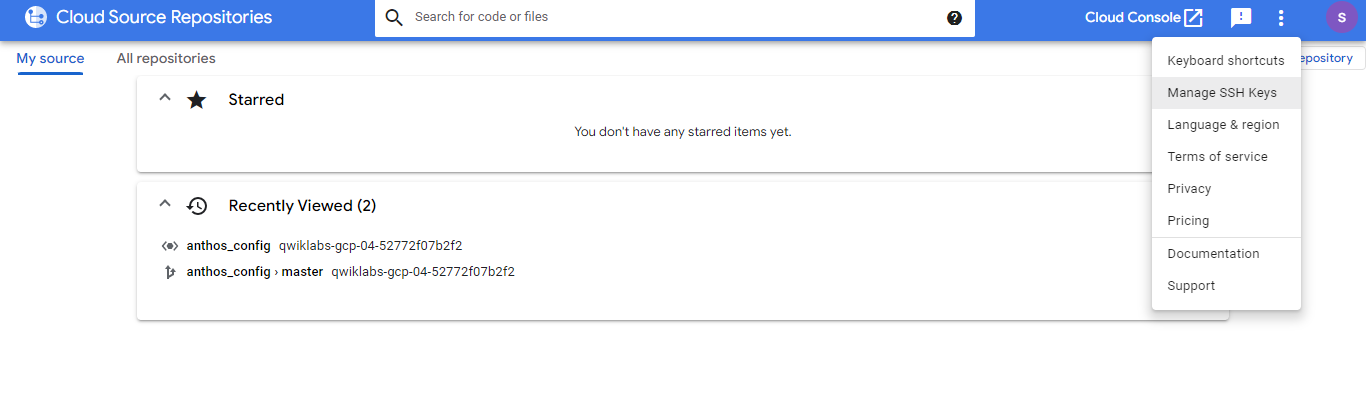 Cloud Source Repositories
Search for code or files
?
Cloud Console
S
My source
All repositories
epository
Keyboard shortcuts
Manage SSH Keys
Language & region
Terms of service
Privacy
Pricing
Documentation
Support
Starred
You don't have any starred items yet.
Recently Viewed (2)
anthos_config qwiklabs-gcp-04-52772f07b2f2
anthos_config › master qwiklabs-gcp-04-52772f07b2f2